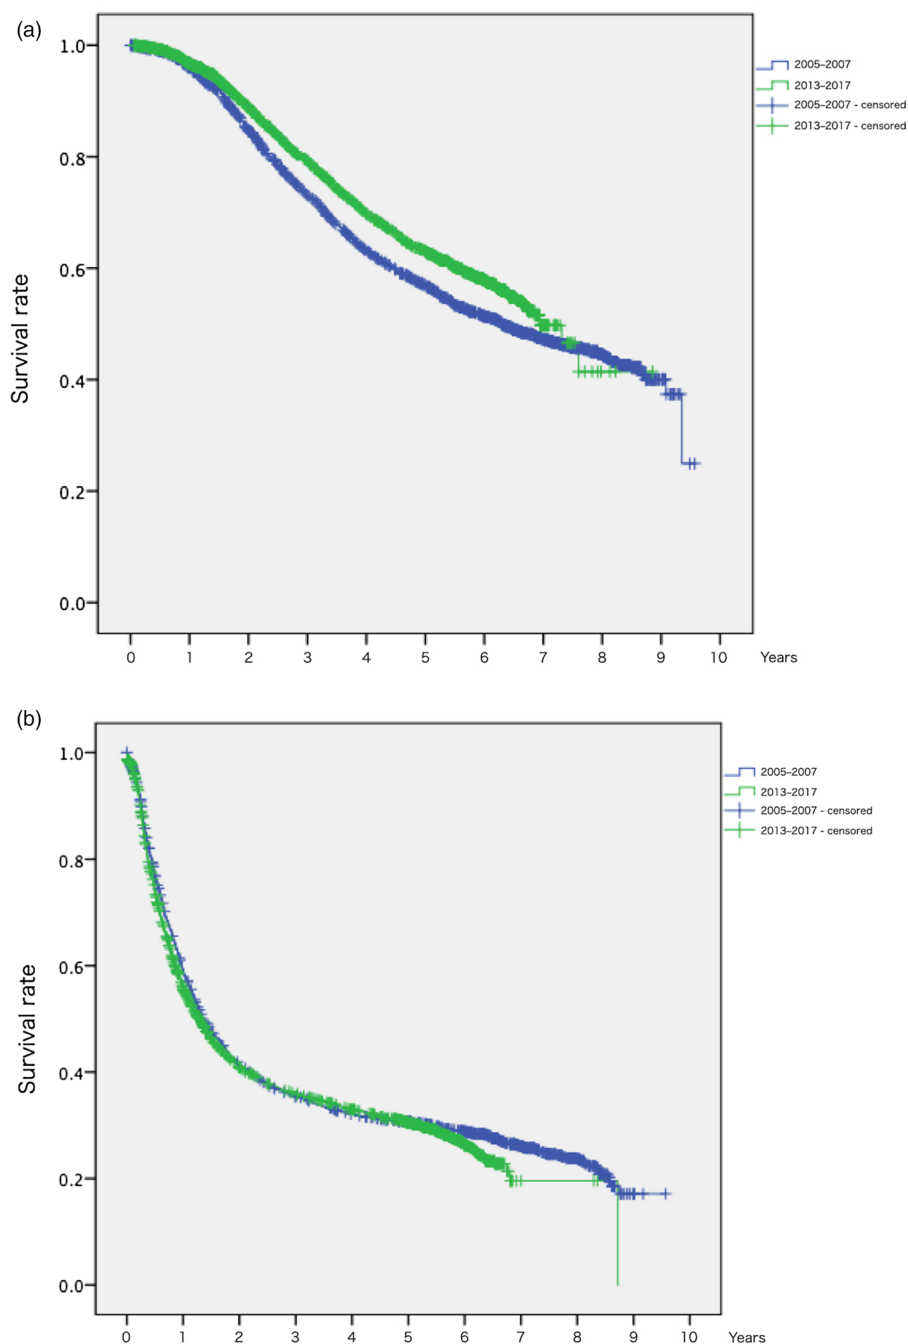 (a)
1.0
0.8
0.6
0.4
0.2
0.0
Survival rate
0 1 2 3 4 5 6 7 8 9 10 Years
2005–2007
2013–2017
2005–2007 - censored
2013–2017 - censored
(b)
1.0
0.8
0.6
0.4
0.2
0.0
Survival rate
0 1 2 3 4 5 6 7 8 9 10 Years
2005–2007
2013–2017
2005–2007 - censored
2013–2017 - censored